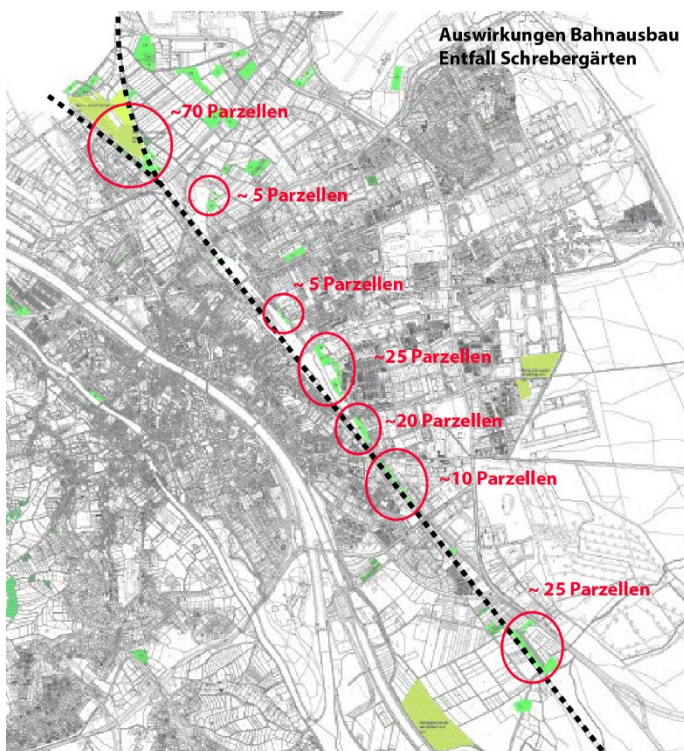 Auswirkungen Bahnausbau
Entfall Schrebergärten
~70 Parzellen
~ 5 Parzellen
~ 5 Parzellen
~25 Parzellen
~20 Parzellen
~10 Parzellen
~ 25 Parzellen